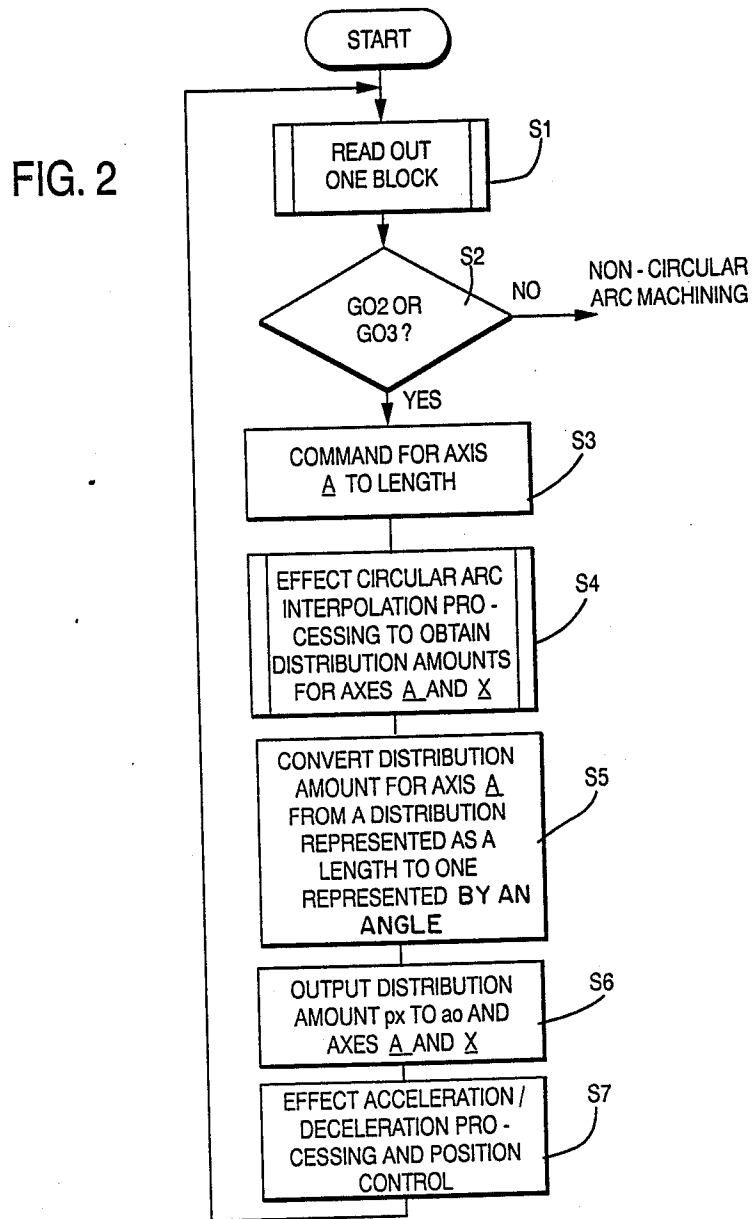 START
FIG. 2
READ OUT
ONE BLOCK
S1
S2
GO2 OR
GO3 ?
NO
NON - CIRCULAR
ARC MACHINING
YES
COMMAND FOR AXIS
A TO LENGTH
S3
EFFECT CIRCULAR ARC
INTERPOLATION PRO -
CESSING TO OBTAIN
DISTRIBUTION AMOUNTS
FOR AXES A AND X
S4
CONVERT DISTRIBUTION
AMOUNT FOR AXIS A
FROM A DISTRIBUTION
REPRESENTED AS A
LENGTH TO ONE
REPRESENTED BY AN
ANGLE
S5
OUTPUT DISTRIBUTION
AMOUNT px TO ao AND
AXES A AND X
S6
EFFECT ACCELERATION /
DECELERATION PRO -
CESSING AND POSITION
CONTROL
S7